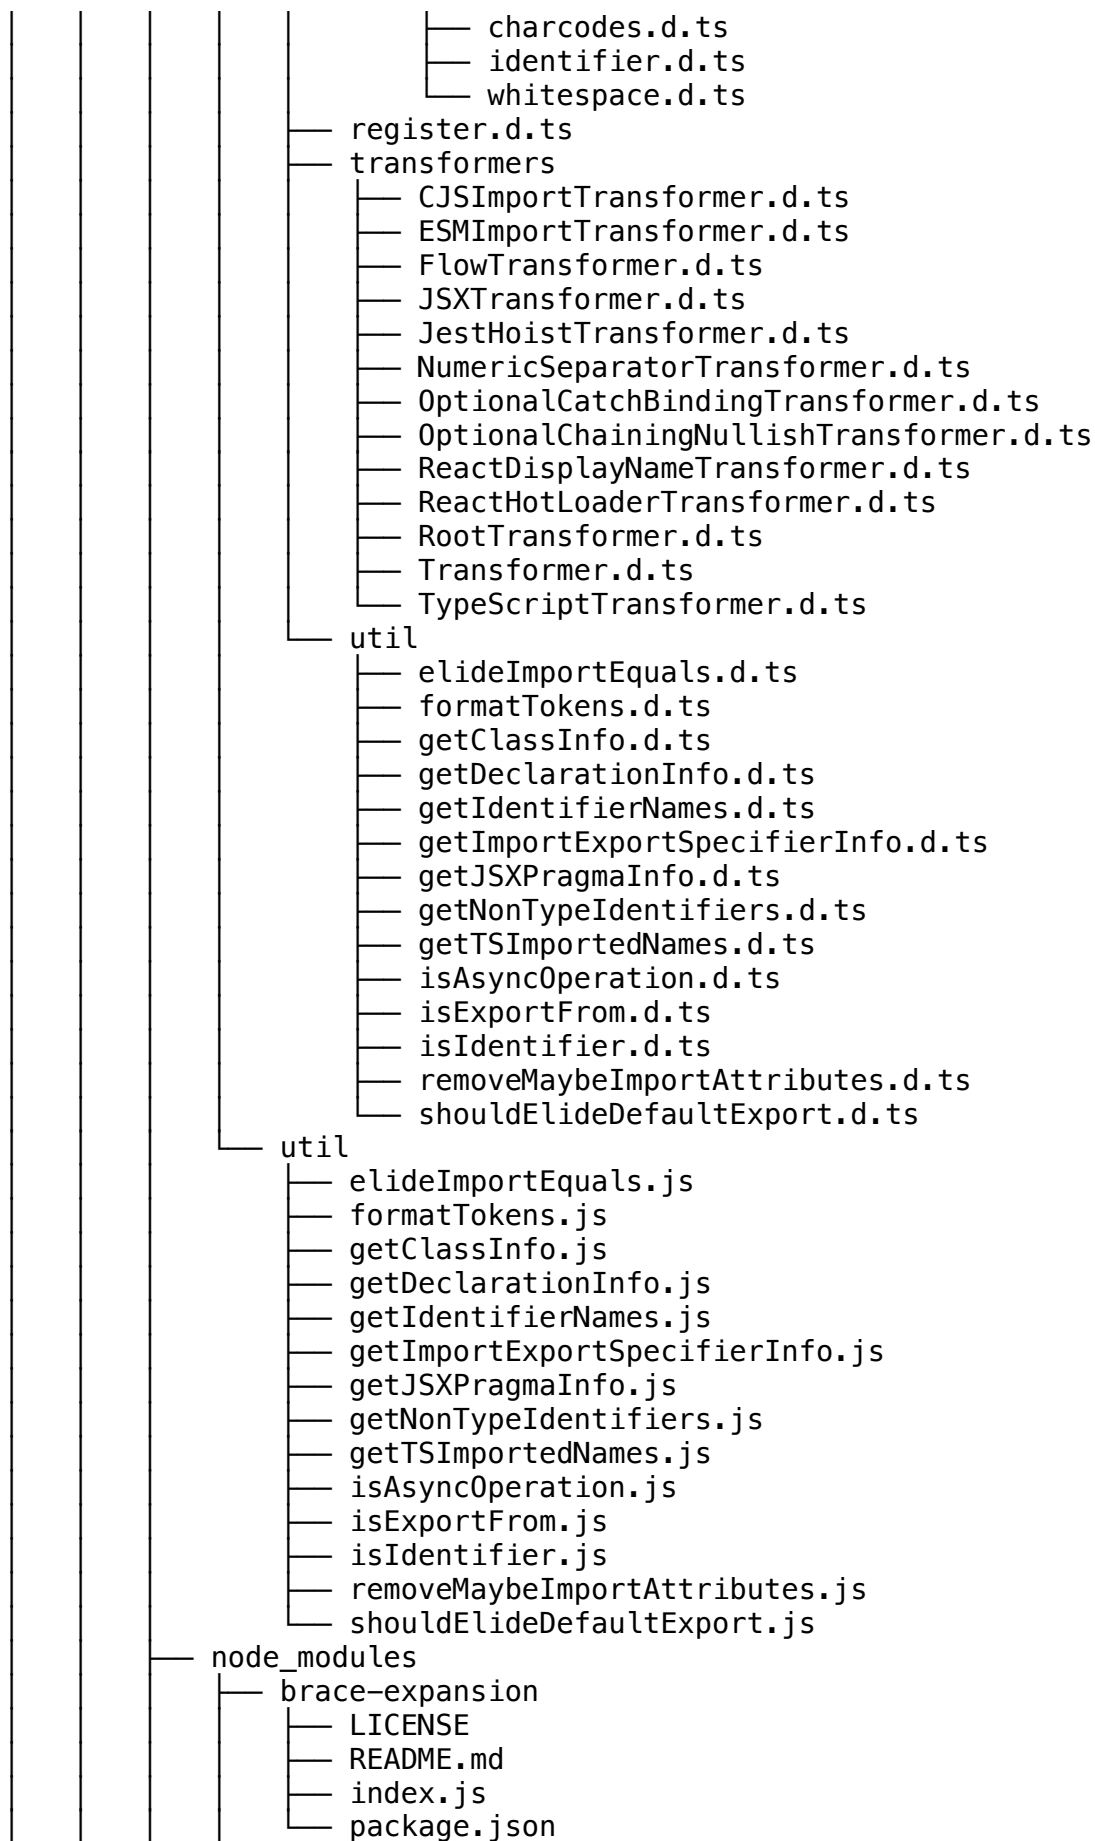 │   │   │   │   │       ├── charcodes.d.ts
│   │   │   │   │       ├── identifier.d.ts
│   │   │   │   │       └── whitespace.d.ts
│   │   │   │   ├── register.d.ts
│   │   │   │   ├── transformers
│   │   │   │   │   ├── CJSImportTransformer.d.ts
│   │   │   │   │   ├── ESMImportTransformer.d.ts
│   │   │   │   │   ├── FlowTransformer.d.ts
│   │   │   │   │   ├── JSXTransformer.d.ts
│   │   │   │   │   ├── JestHoistTransformer.d.ts
│   │   │   │   │   ├── NumericSeparatorTransformer.d.ts
│   │   │   │   │   ├── OptionalCatchBindingTransformer.d.ts
│   │   │   │   │   ├── OptionalChainingNullishTransformer.d.ts
│   │   │   │   │   ├── ReactDisplayNameTransformer.d.ts
│   │   │   │   │   ├── ReactHotLoaderTransformer.d.ts
│   │   │   │   │   ├── RootTransformer.d.ts
│   │   │   │   │   ├── Transformer.d.ts
│   │   │   │   │   └── TypeScriptTransformer.d.ts
│   │   │   │   └── util
│   │   │   │       ├── elideImportEquals.d.ts
│   │   │   │       ├── formatTokens.d.ts
│   │   │   │       ├── getClassInfo.d.ts
│   │   │   │       ├── getDeclarationInfo.d.ts
│   │   │   │       ├── getIdentifierNames.d.ts
│   │   │   │       ├── getImportExportSpecifierInfo.d.ts
│   │   │   │       ├── getJSXPragmaInfo.d.ts
│   │   │   │       ├── getNonTypeIdentifiers.d.ts
│   │   │   │       ├── getTSImportedNames.d.ts
│   │   │   │       ├── isAsyncOperation.d.ts
│   │   │   │       ├── isExportFrom.d.ts
│   │   │   │       ├── isIdentifier.d.ts
│   │   │   │       ├── removeMaybeImportAttributes.d.ts
│   │   │   │       └── shouldElideDefaultExport.d.ts
│   │   │   └── util
│   │   │       ├── elideImportEquals.js
│   │   │       ├── formatTokens.js
│   │   │       ├── getClassInfo.js
│   │   │       ├── getDeclarationInfo.js
│   │   │       ├── getIdentifierNames.js
│   │   │       ├── getImportExportSpecifierInfo.js
│   │   │       ├── getJSXPragmaInfo.js
│   │   │       ├── getNonTypeIdentifiers.js
│   │   │       ├── getTSImportedNames.js
│   │   │       ├── isAsyncOperation.js
│   │   │       ├── isExportFrom.js
│   │   │       ├── isIdentifier.js
│   │   │       ├── removeMaybeImportAttributes.js
│   │   │       └── shouldElideDefaultExport.js
│   │   ├── node_modules
│   │   │   ├── brace-expansion
│   │   │   │   ├── LICENSE
│   │   │   │   ├── README.md
│   │   │   │   ├── index.js
│   │   │   │   └── package.json